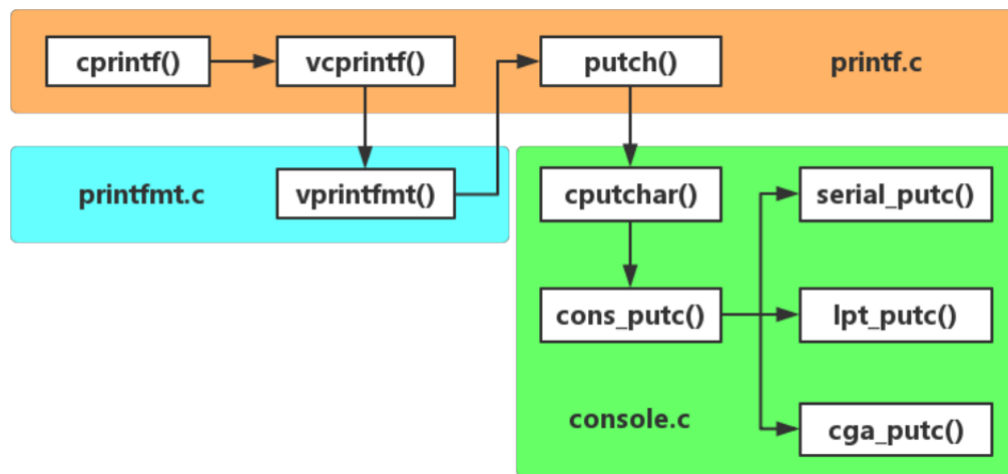 cprintf()
vcprintf()
putch()
printf.c
printfmt.c
vprintfmt()
cputchar()
serial_putc()
cons_putc()
lpt_putc()
console.c
cga_putc()